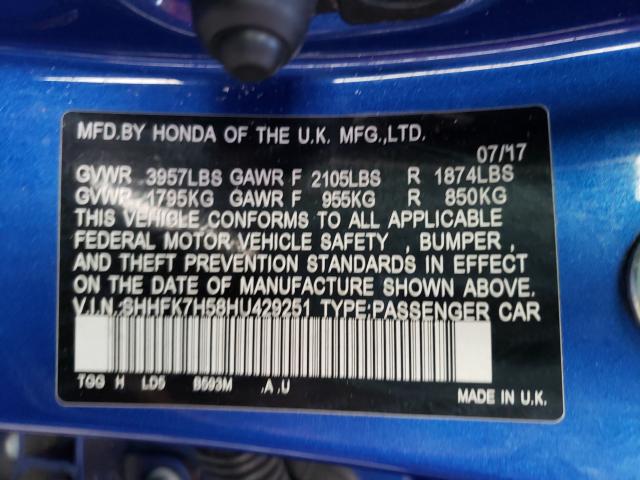 MFD.BY HONDA OF THE U.K. MFG.,LTD.
07/17
GVWR 3957LBS GAWR F 2105LBS R 1874LBS
GVWR 1795KG GAWR F 955KG R 850KG
THIS VEHICLE CONFORMS TO ALL APPLICABLE
FEDERAL MOTOR VEHICLE SAFETY , BUMPER ,
AND THEFT PREVENTION STANDARDS IN EFFECT
ON THE DATE OF MANUFACTURE SHOWN ABOVE.
V.I.N.:SHHFK7H58HU429251 TYPE:PASSENGER CAR
TGG H LD5 B593M ,A ,U
MADE IN U.K.